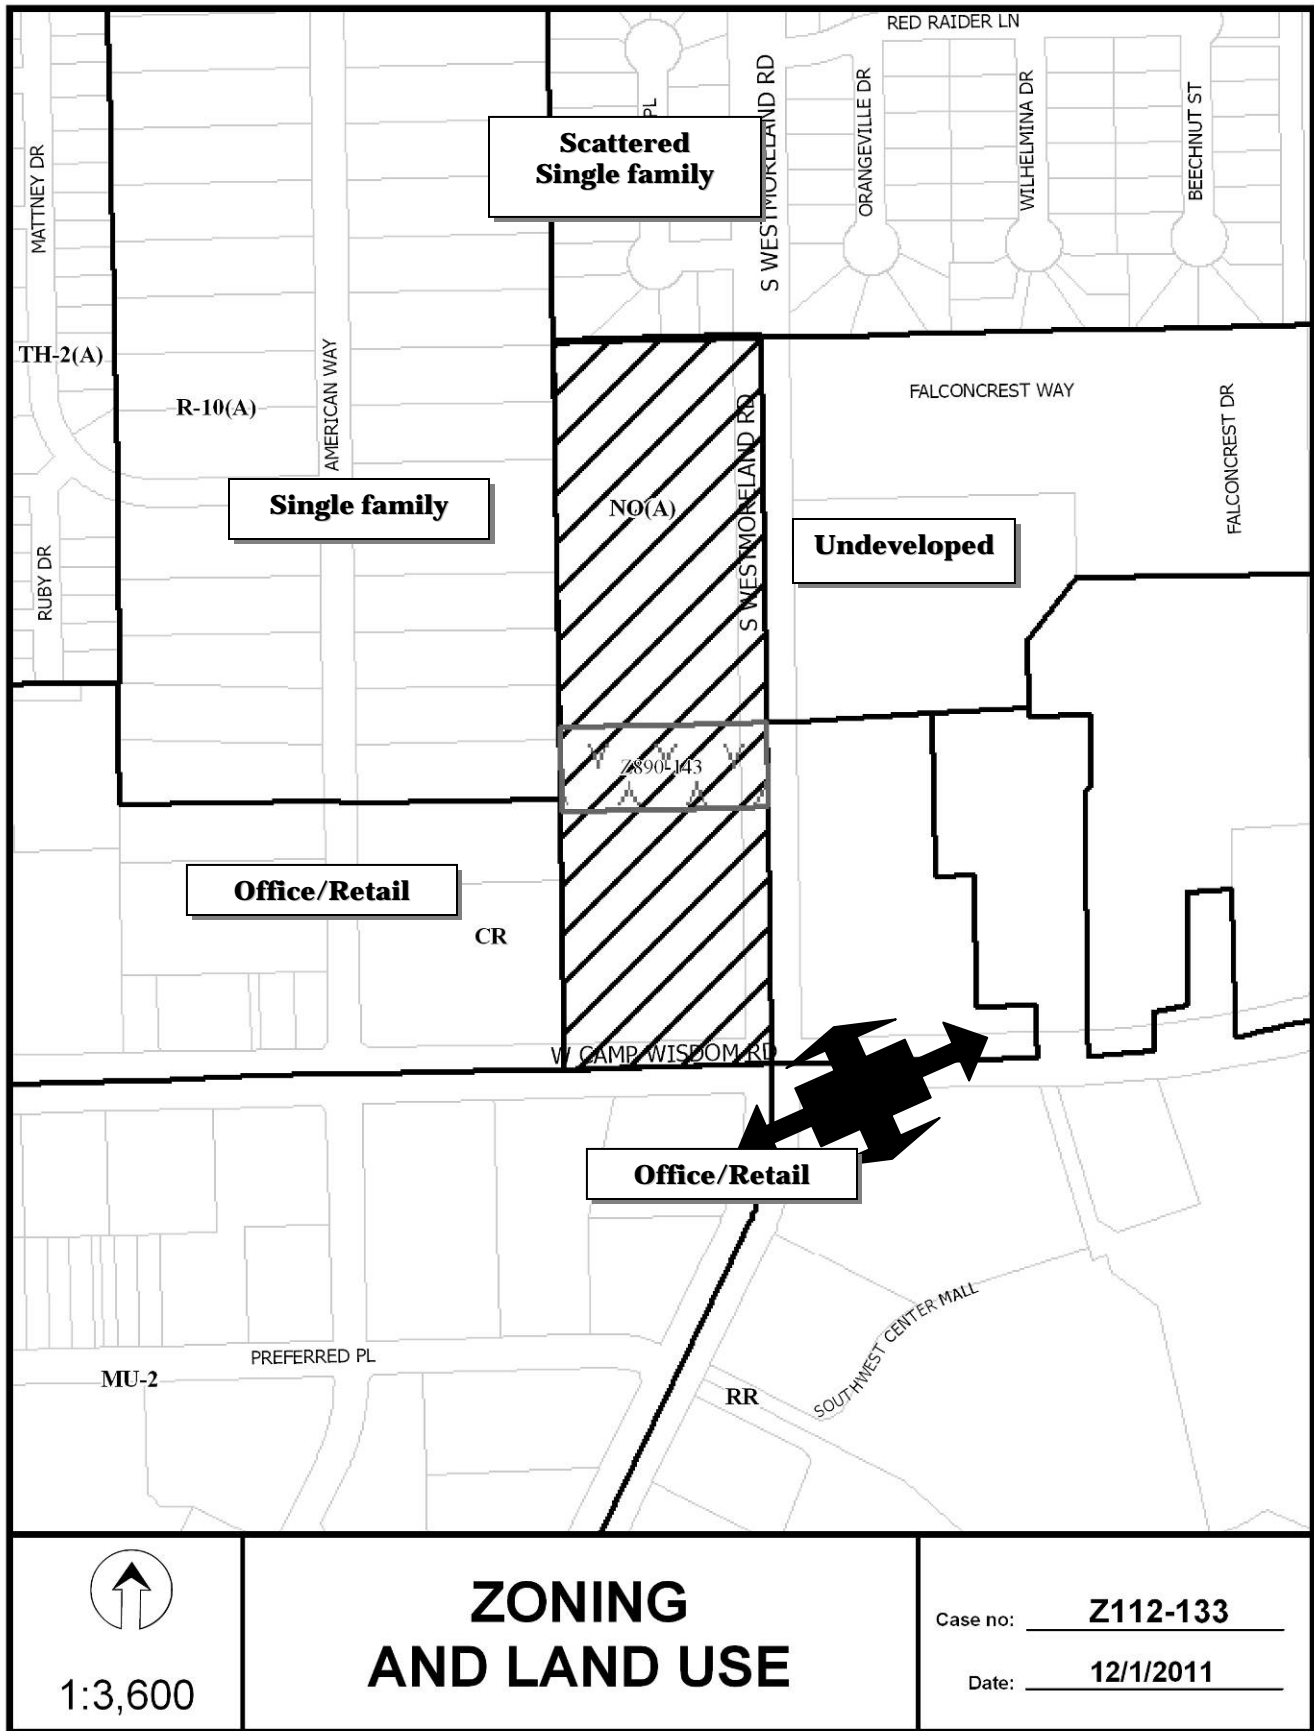 RED RAIDER LN
S WESTMORELAND RD
ORANGEVILLE DR
WILHELMINA DR
BEECHNUT ST
PL
Scattered
Single family
MATTNEY DR
TH-2(A)
R-10(A)
AMERICAN WAY
FALCONCREST WAY
FALCONCREST DR
S WESTMORELAND RD
NO(A)
Single family
Undeveloped
RUBY DR
Z890-143
Office/Retail
CR
W CAMP WISDOM RD
Office/Retail
SOUTHWEST CENTER MALL
PREFERRED PL
MU-2
RR
1:3,600
ZONING
AND LAND USE
Case no: Z112-133
Date: 12/1/2011